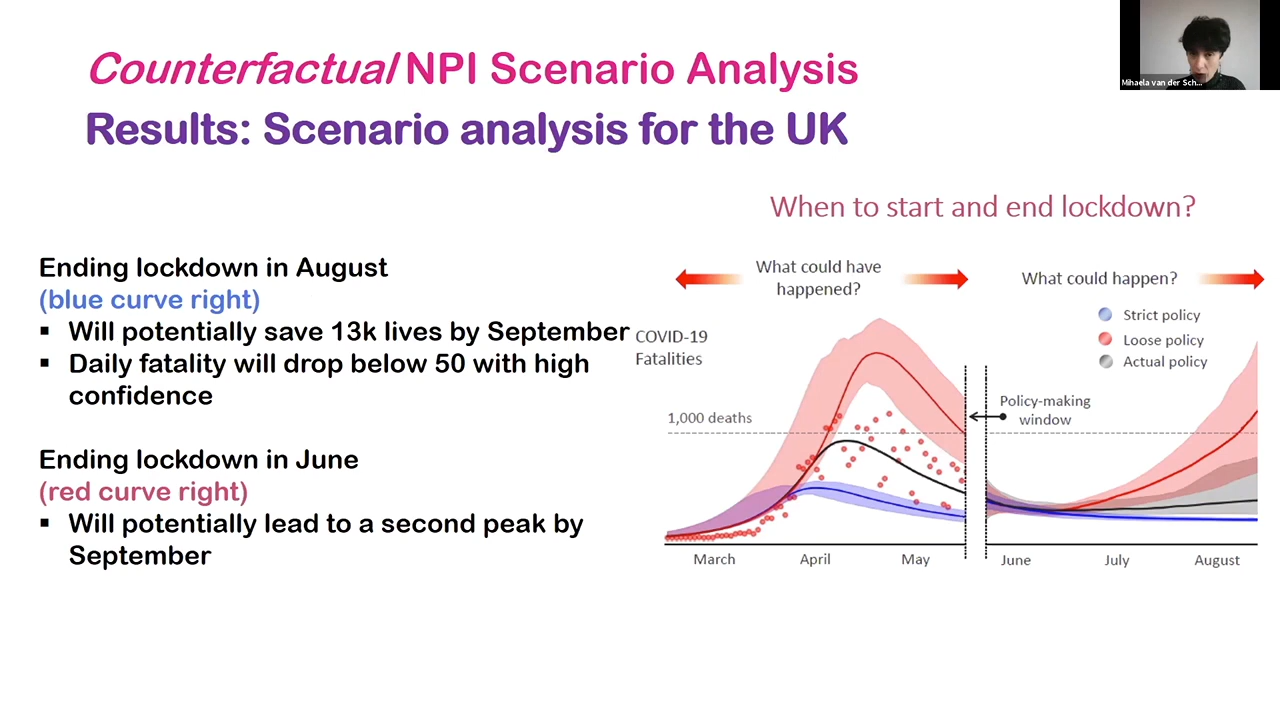 Counterfactual NPI Scenario Analysis
Results: Scenario analysis for the UK
Mihaela van der Sch...
When to start and end lockdown?
Ending lockdown in August
(blue curve right)
▪ Will potentially save 13k lives by September
▪ Daily fatality will drop below 50 with high
confidence
Ending lockdown in June
(red curve right)
▪ Will potentially lead to a second peak by
September
What could have
happened?
What could happen?
Strict policy
Loose policy
Actual policy
COVID-19
Fatalities
1,000 deaths
Policy-making
window
March April May June July August